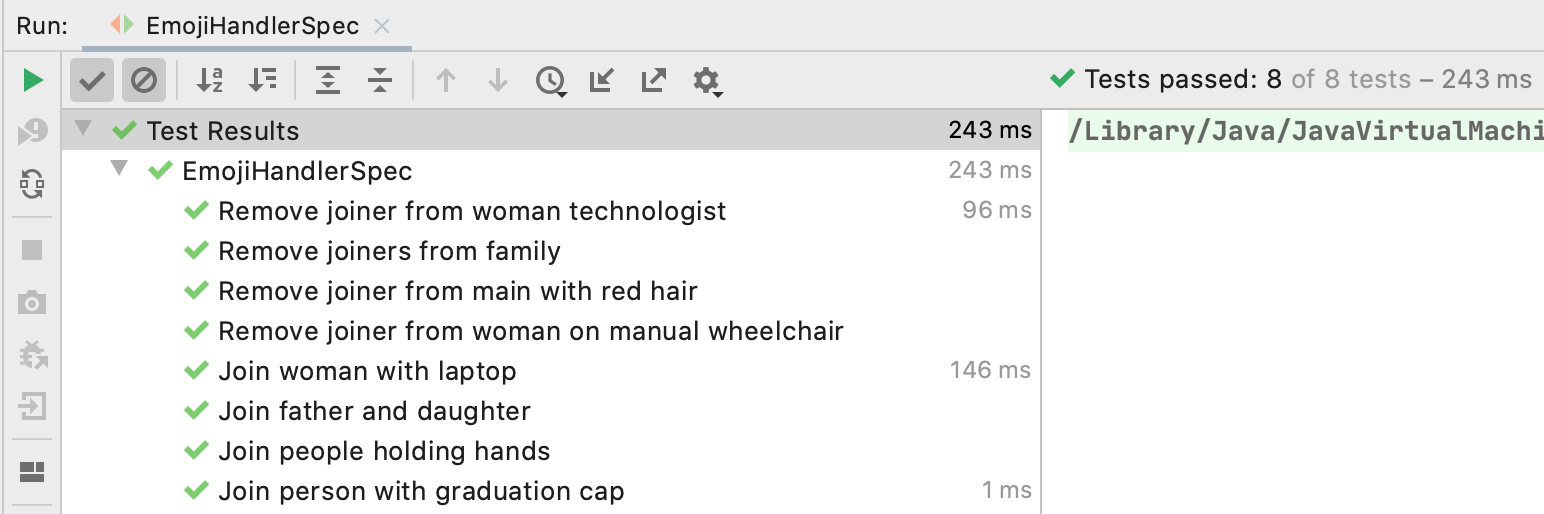 Run: EmojiHandlerSpec
Tests passed: 8 of 8 tests – 243 ms
Test Results 243 ms
/Library/Java/JavaVirtualMachi
EmojiHandlerSpec 243 ms
Remove joiner from woman technologist 96 ms
Remove joiners from family
Remove joiner from main with red hair
Remove joiner from woman on manual wheelchair
Join woman with laptop 146 ms
Join father and daughter
Join people holding hands
Join person with graduation cap 1 ms